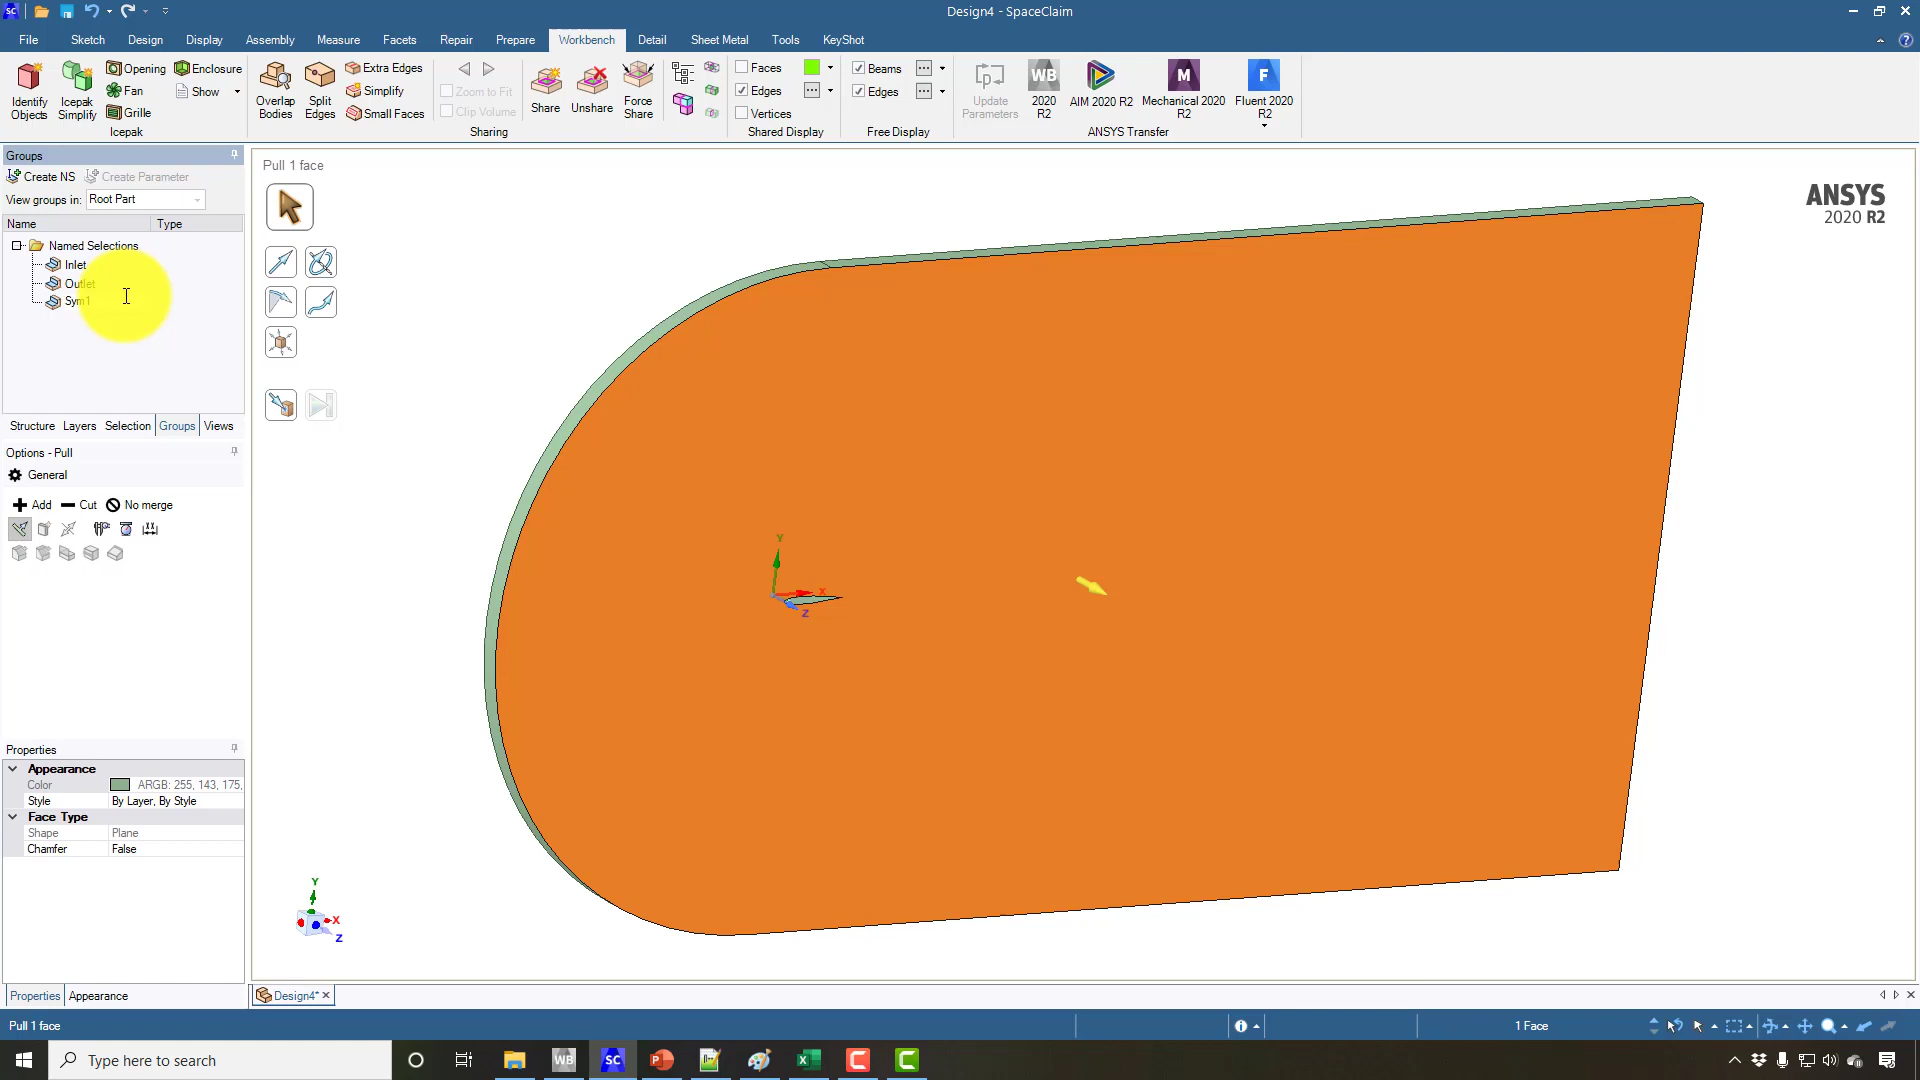 SC
Design4 - SpaceClaim
File Sketch Design Display Assembly Measure Facets Repair Prepare Workbench Detail Sheet Metal Tools KeyShot
Identify Objects
Icepak Simplify
Opening
Fan
Grille
Enclosure
Show
Icepak
Overlap Bodies
Split Edges
Extra Edges
Simplify
Small Faces
Zoom to Fit
Clip Volume
Share
Unshare
Force Share
Sharing
Faces
Edges
Vertices
Shared Display
Beams
Edges
Free Display
Update Parameters
WB
2020 R2
AIM 2020 R2
M
Mechanical 2020 R2
F
Fluent 2020 R2
ANSYS Transfer
Groups
Create NS Create Parameter
View groups in: Root Part
Name Type
Named Selections
Inlet
Outlet
Sym1
Structure Layers Selection Groups Views
Options - Pull
General
Add Cut No merge
Properties
Appearance
Color ARGB: 255, 143, 175,
Style By Layer, By Style
Face Type
Shape Plane
Chamfer False
Properties Appearance
Pull 1 face
ANSYS
2020 R2
Y
X
Z
Y
X
Z
Design4*
Pull 1 face
1 Face
Type here to search
WB
SC